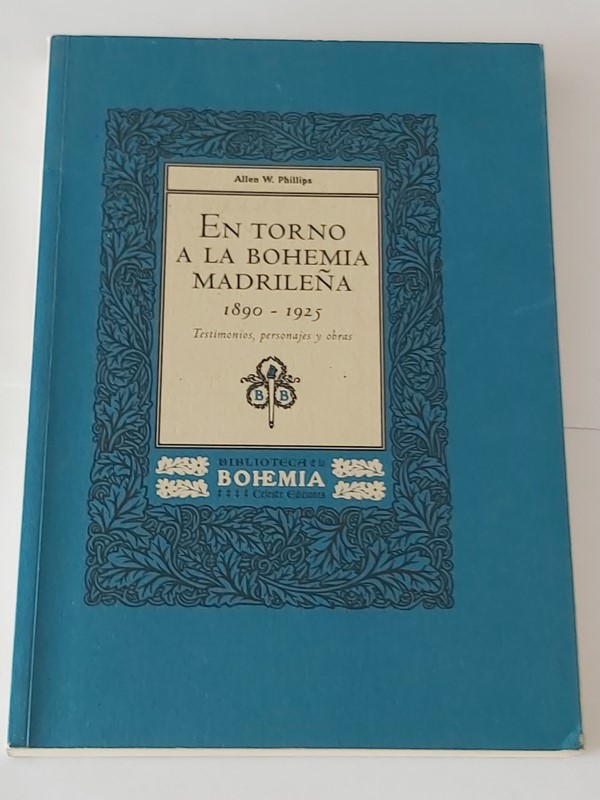 Allen W. Phillips
EN TORNO
A LA BOHEMIA
MADRILEÑA
1890 - 1925
Testimonios, personajes y obras
B B
BIBLIOTECA de la
BOHEMIA
Celeste Ediciones